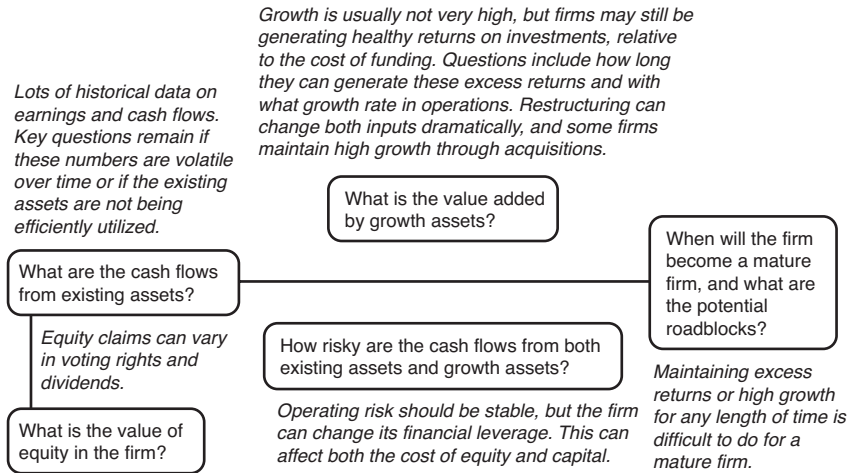 Growth is usually not very high, but firms may still be
generating healthy returns on investments, relative
to the cost of funding. Questions include how long
they can generate these excess returns and with
what growth rate in operations. Restructuring can
change both inputs dramatically, and some firms
maintain high growth through acquisitions.
Lots of historical data on
earnings and cash flows.
Key questions remain if
these numbers are volatile
over time or if the existing
assets are not being
efficiently utilized.
What is the value added
by growth assets?
What are the cash flows
from existing assets?
When will the firm
become a mature
firm, and what are
the potential
roadblocks?
Equity claims can vary
in voting rights and
dividends.
How risky are the cash flows from both
existing assets and growth assets?
Maintaining excess
returns or high growth
for any length of time is
difficult to do for a
mature firm.
What is the value of
equity in the firm?
Operating risk should be stable, but the firm
can change its financial leverage. This can
affect both the cost of equity and capital.